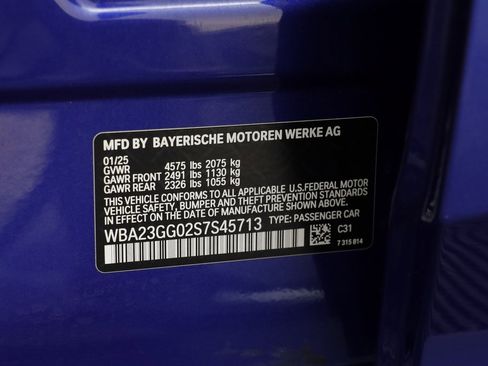 MFD BY BAYERISCHE MOTOREN WERKE AG
01/25
GVWR 4575 lbs 2075 kg
GAWR FRONT 2491 lbs 1130 kg
GAWR REAR 2326 lbs 1055 kg
THIS VEHICLE CONFORMS TO ALL APPLICABLE U.S.FEDERAL MOTOR
VEHICLE SAFETY, BUMPER AND THEFT PREVENTION
STANDARDS IN EFFECT ON THE DATE OF MANUFACTURE SHOWN ABOVE.
WBA23GG02S7S45713 TYPE: PASSENGER CAR
C31
7 315 814